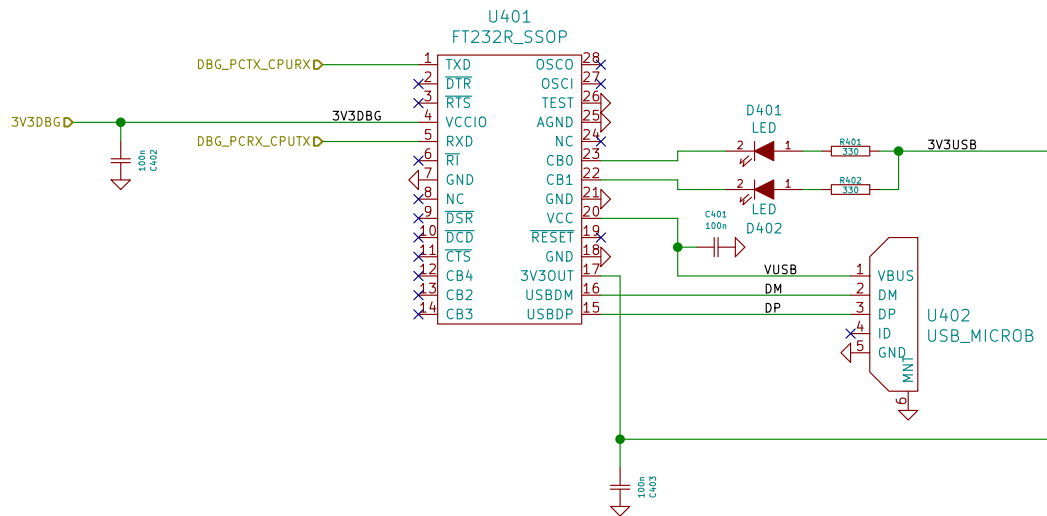 U401
FT232R_SSOP
DBG_PCTX_CPURX
1 TXD
2 DTR
3 RTS
3V3DBG
3V3DBG
4 VCCIO
DBG_PCRX_CPUTX
5 RXD
6 RI
7 GND
8 NC
9 DSR
10 DCD
11 CTS
12 CB4
13 CB2
14 CB3
100n
C402
OSCO 28
OSCI 27
TEST 26
AGND 25
NC 24
CB0 23
CB1 22
GND 21
VCC 20
RESET 19
GND 18
3V3OUT 17
USBDM 16
USBDP 15
D401
LED
2
1
R401
330
3V3USB
2
1
R402
330
LED
D402
C401
100n
VUSB
DM
DP
1 VBUS
2 DM
3 DP
4 ID
5 GND
MNT
6
U402
USB_MICROB
100n
C403